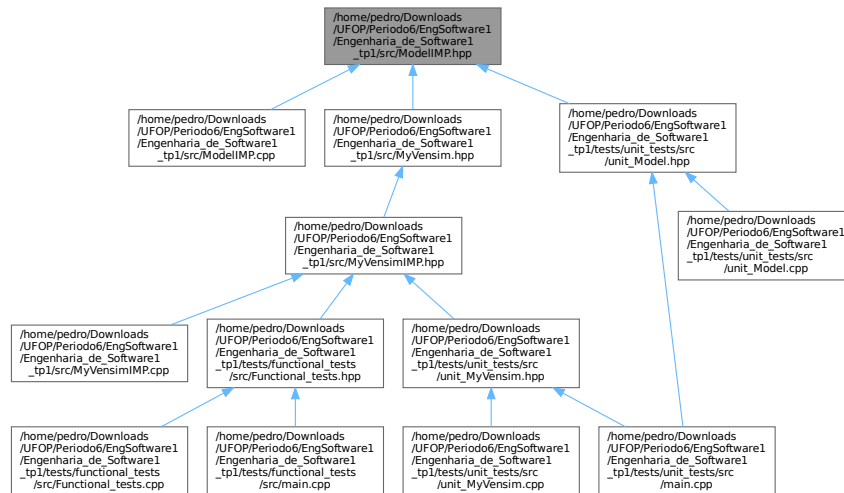 /home/pedro/Downloads
/UFOP/Periodo6/EngSoftware1
/Engenharia_de_Software1
_tp1/src/ModelIMP.hpp
/home/pedro/Downloads
/UFOP/Periodo6/EngSoftware1
/Engenharia_de_Software1
_tp1/src/ModelIMP.cpp
/home/pedro/Downloads
/UFOP/Periodo6/EngSoftware1
/Engenharia_de_Software1
_tp1/src/MyVensim.hpp
/home/pedro/Downloads
/UFOP/Periodo6/EngSoftware1
/Engenharia_de_Software1
_tp1/tests/unit_tests/src
/unit_Model.hpp
/home/pedro/Downloads
/UFOP/Periodo6/EngSoftware1
/Engenharia_de_Software1
_tp1/src/MyVensimIMP.hpp
/home/pedro/Downloads
/UFOP/Periodo6/EngSoftware1
/Engenharia_de_Software1
_tp1/tests/unit_tests/src
/unit_Model.cpp
/home/pedro/Downloads
/UFOP/Periodo6/EngSoftware1
/Engenharia_de_Software1
_tp1/src/MyVensimIMP.cpp
/home/pedro/Downloads
/UFOP/Periodo6/EngSoftware1
/Engenharia_de_Software1
_tp1/tests/functional_tests
/src/Functional_tests.hpp
/home/pedro/Downloads
/UFOP/Periodo6/EngSoftware1
/Engenharia_de_Software1
_tp1/tests/unit_tests/src
/unit_MyVensim.hpp
/home/pedro/Downloads
/UFOP/Periodo6/EngSoftware1
/Engenharia_de_Software1
_tp1/tests/functional_tests
/src/Functional_tests.cpp
/home/pedro/Downloads
/UFOP/Periodo6/EngSoftware1
/Engenharia_de_Software1
_tp1/tests/functional_tests
/src/main.cpp
/home/pedro/Downloads
/UFOP/Periodo6/EngSoftware1
/Engenharia_de_Software1
_tp1/tests/unit_tests/src
/unit_MyVensim.cpp
/home/pedro/Downloads
/UFOP/Periodo6/EngSoftware1
/Engenharia_de_Software1
_tp1/tests/unit_tests/src
/main.cpp